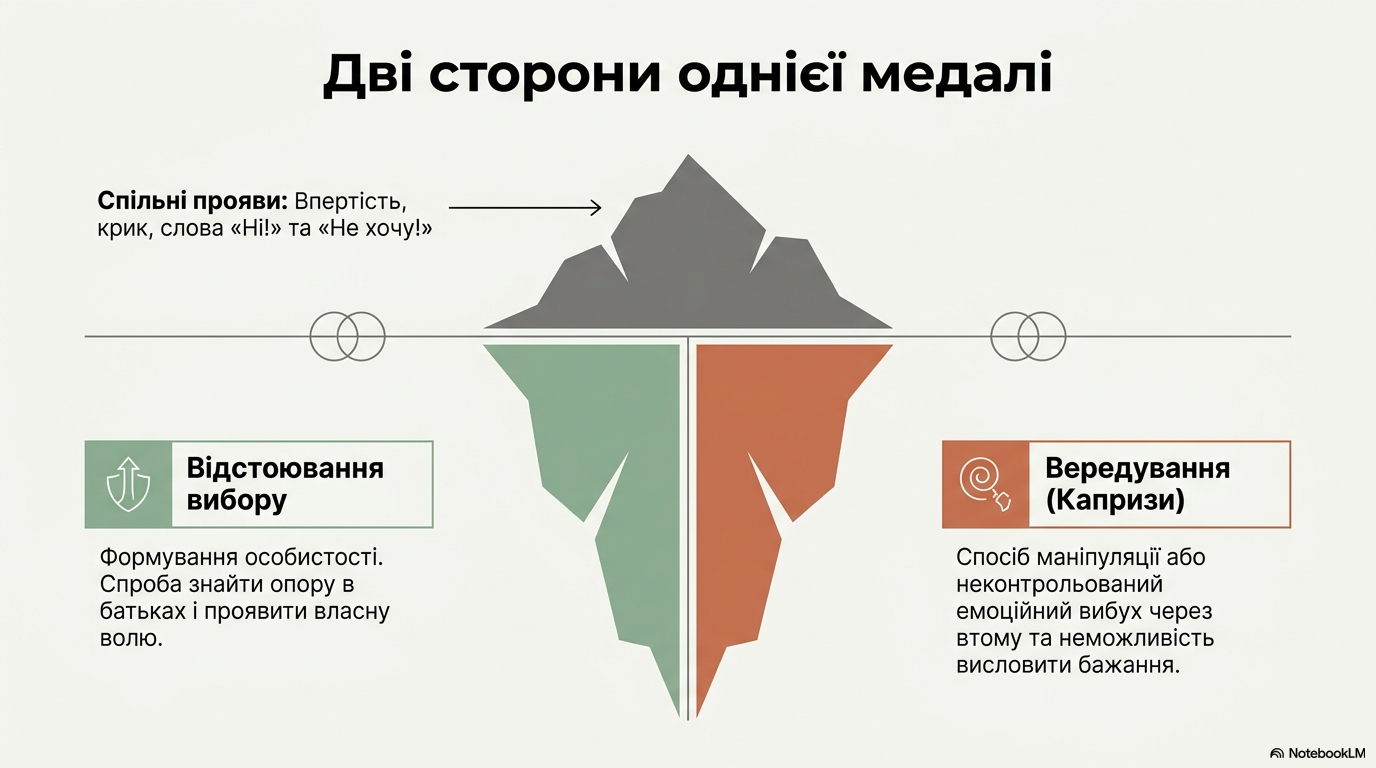 Дві сторони однієї медалі
Спільні прояви: Впертість,
крик, слова «Ні!» та «Не хочу!»
Відстоювання
вибору
Формування особистості.
Спроба знайти опору в
батьках і проявити власну
волю.
Вередування
(Капризи)
Спосіб маніпуляції або
неконтрольований
емоційний вибух через
втому та неможливість
висловити бажання.
NotebookLM